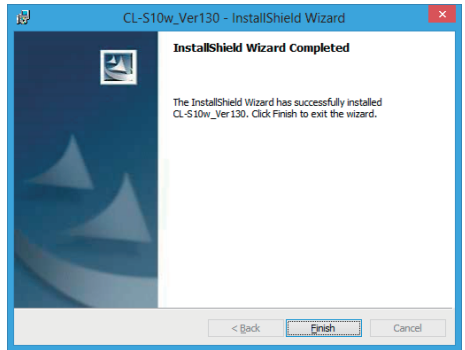 CL-S10w_Ver130 - InstallShield Wizard
InstallShield Wizard Completed
The InstallShield Wizard has successfully installed
CL-S10w_Ver130. Click Finish to exit the wizard.
< Back Finish Cancel